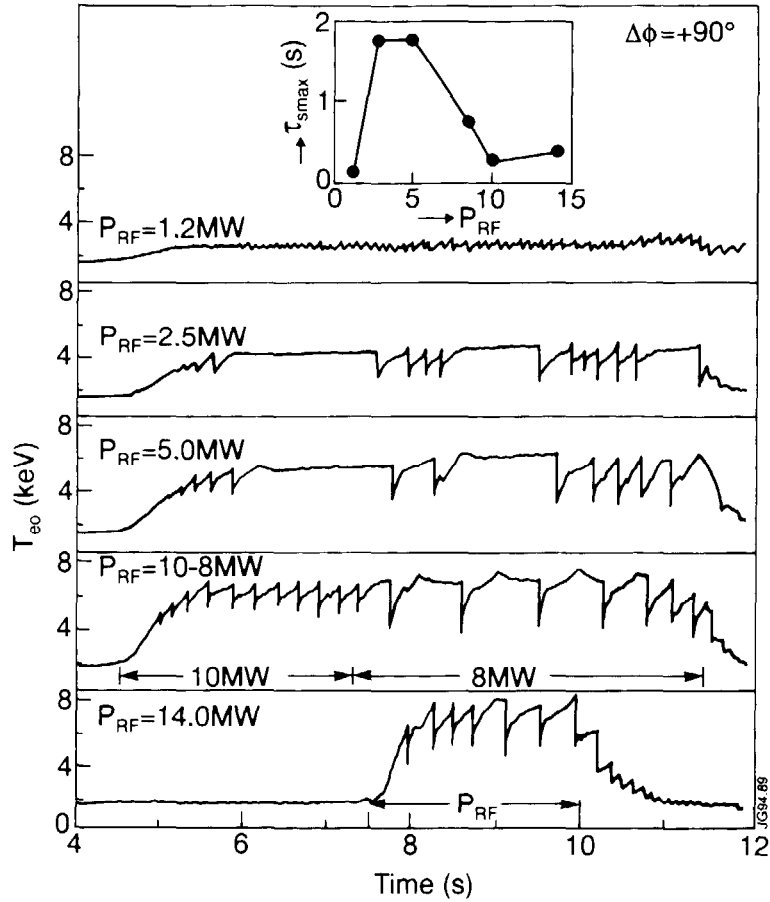 Δϕ=+90°
2
1
0
→ τsmax (s)
0 5 10 15
→ PRF
8
4
PRF=1.2MW
8
4
PRF=2.5MW
8
4
PRF=5.0MW
8
4
PRF=10-8MW
10MW
8MW
8
4
0
PRF=14.0MW
PRF
Teo (keV)
4 6 8 10 12
Time (s)
JG94.89